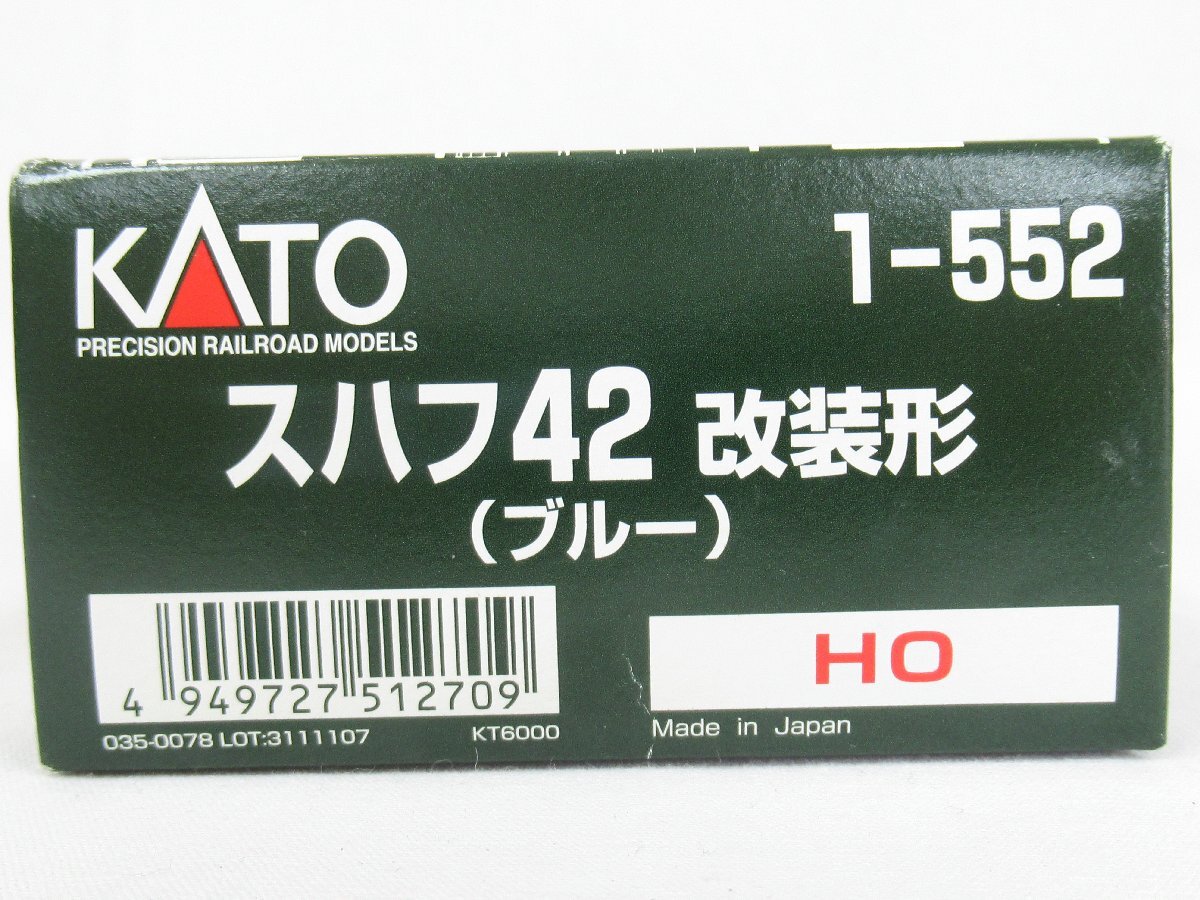 KATO
1-552
PRECISION RAILROAD MODELS
スハフ42 改装形
(ブルー)
4 949727 512709
HO
035-0078 LOT:3111107 KT6000
Made in Japan